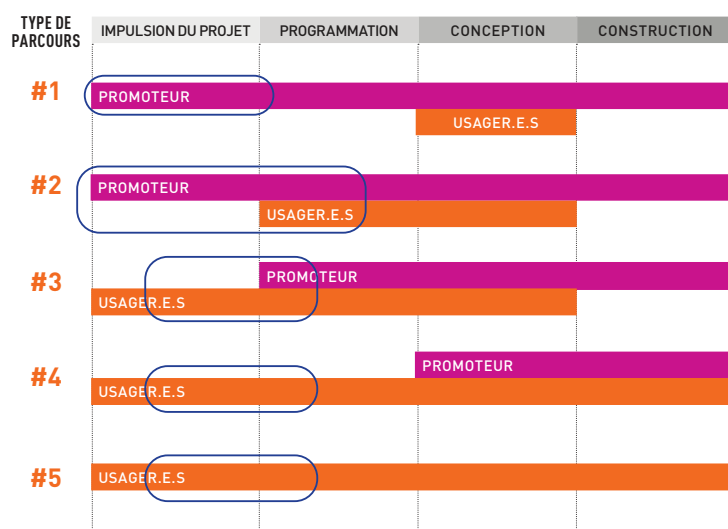 TYPE DE
PARCOURS
IMPULSION DU PROJET
PROGRAMMATION
CONCEPTION
CONSTRUCTION
#1
PROMOTEUR
USAGER.E.S
#2
PROMOTEUR
USAGER.E.S
#3
PROMOTEUR
USAGER.E.S
#4
PROMOTEUR
USAGER.E.S
#5
USAGER.E.S